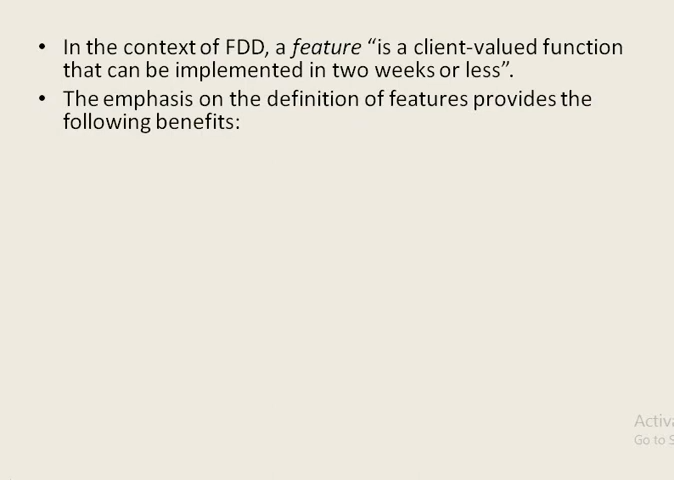 • In the context of FDD, a feature “is a client-valued function
that can be implemented in two weeks or less”.
• The emphasis on the definition of features provides the
following benefits:
Go to